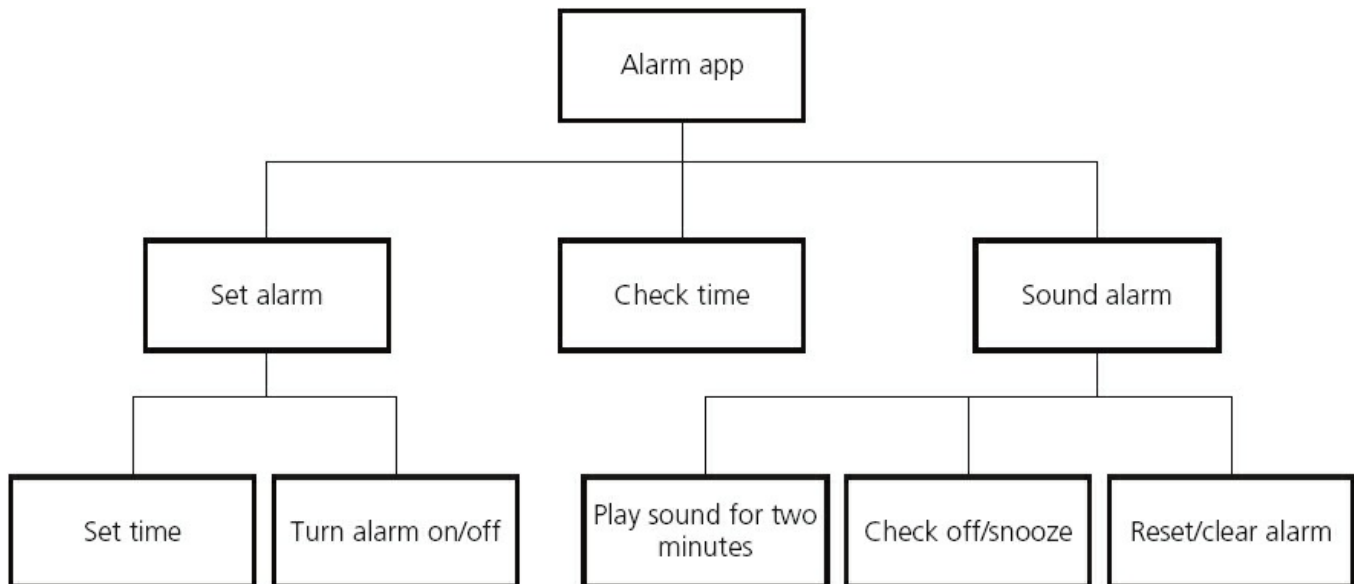 Alarm app
Set alarm
Check time
Sound alarm
Set time
Turn alarm on/off
Play sound for two
minutes
Check off/snooze
Reset/clear alarm